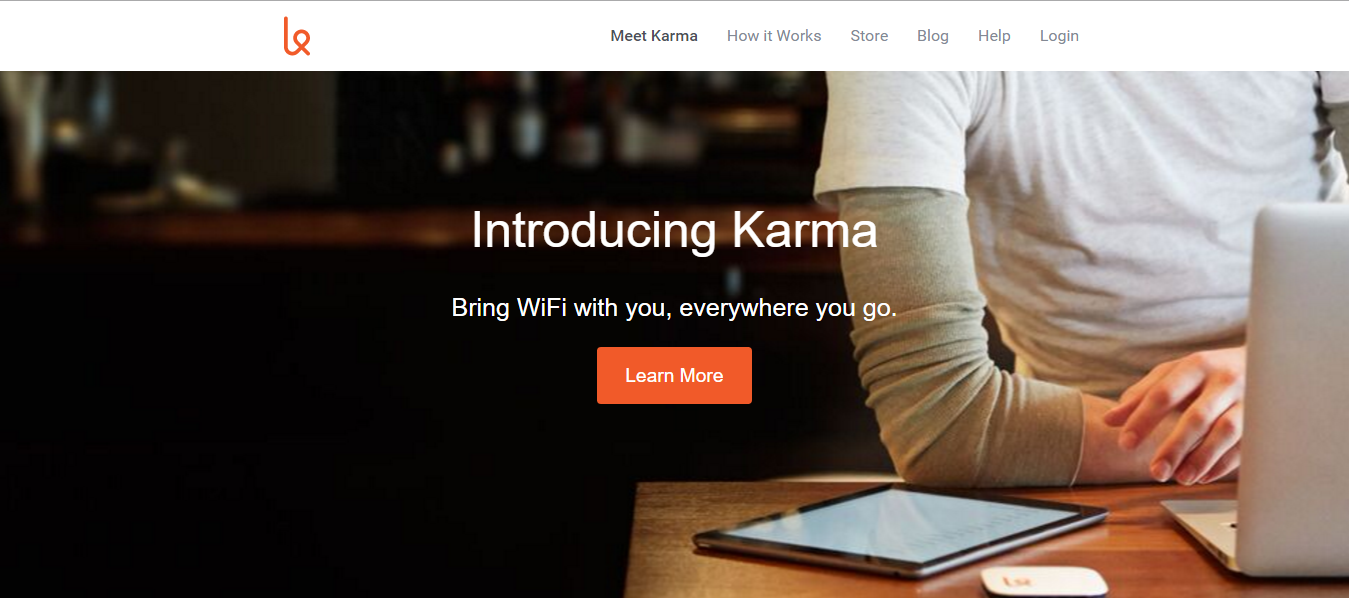 Meet Karma How it Works Store Blog Help Login
Introducing Karma
Bring WiFi with you, everywhere you go.
Learn More